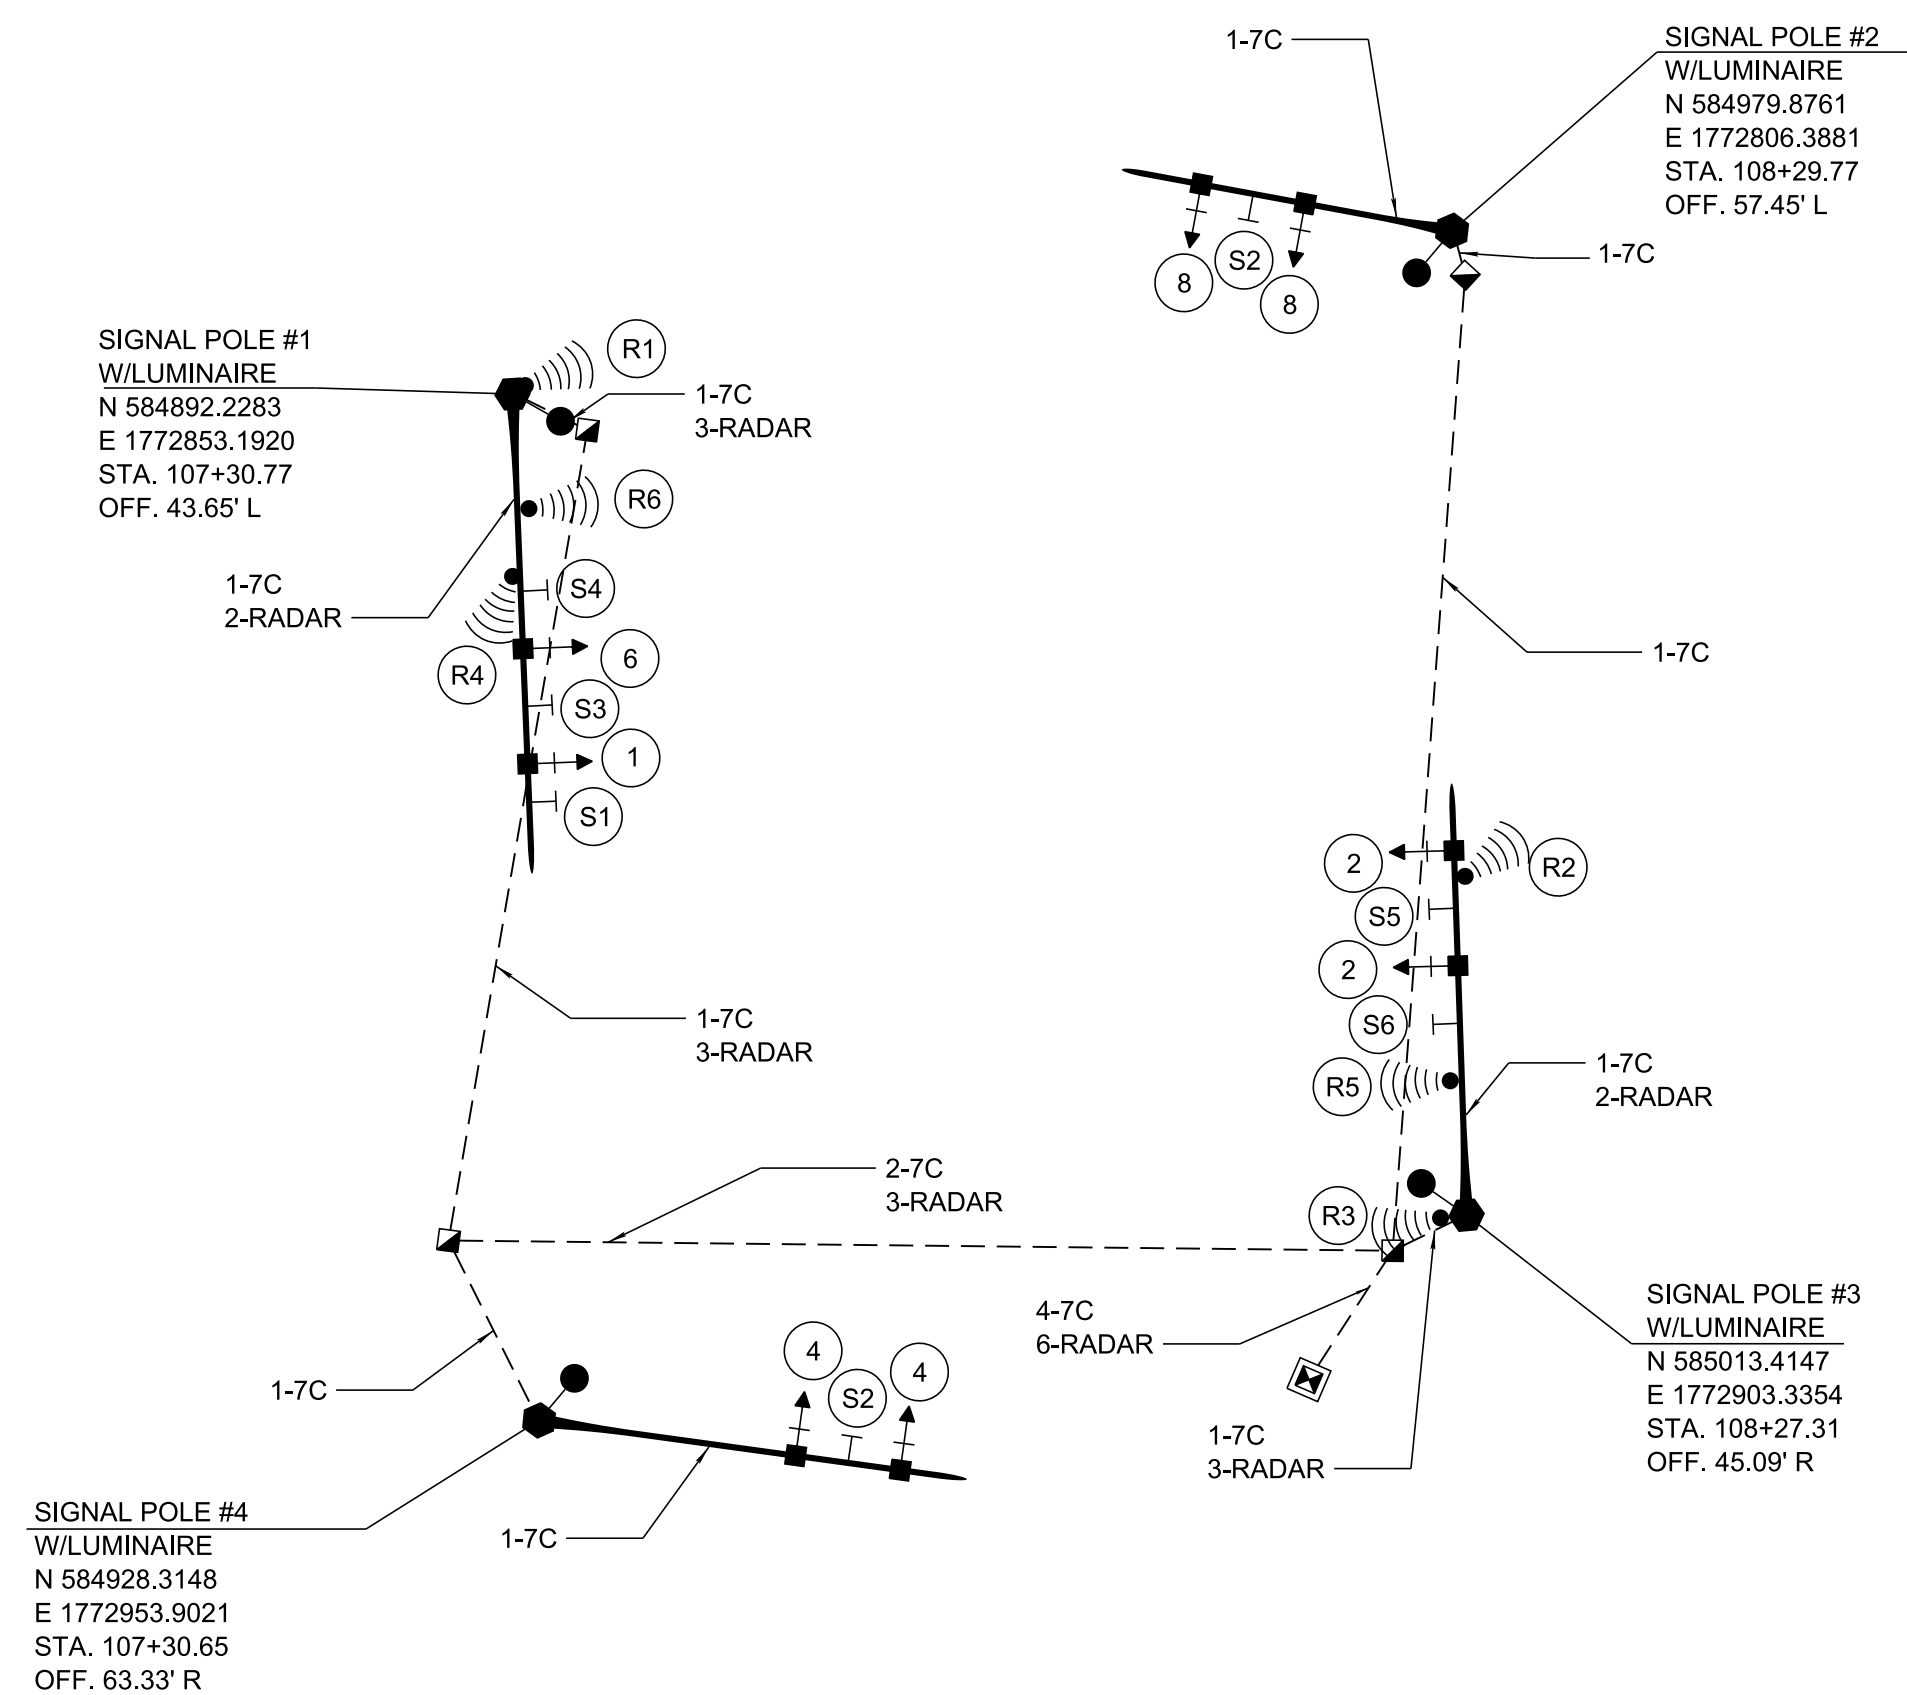 1-7C
SIGNAL POLE #2
W/LUMINAIRE
N 584979.8761
E 1772806.3881
STA. 108+29.77
OFF. 57.45' L
1-7C
8
S2
8
SIGNAL POLE #1
W/LUMINAIRE
N 584892.2283
E 1772853.1920
STA. 107+30.77
OFF. 43.65' L
R1
1-7C
3-RADAR
R6
1-7C
2-RADAR
S4
R4
6
S3
1
S1
1-7C
2
R2
S5
2
S6
R5
1-7C
2-RADAR
1-7C
3-RADAR
2-7C
3-RADAR
R3
4-7C
6-RADAR
SIGNAL POLE #3
W/LUMINAIRE
N 585013.4147
E 1772903.3354
STA. 108+27.31
OFF. 45.09' R
1-7C
3-RADAR
1-7C
4
S2
4
1-7C
SIGNAL POLE #4
W/LUMINAIRE
N 584928.3148
E 1772953.9021
STA. 107+30.65
OFF. 63.33' R